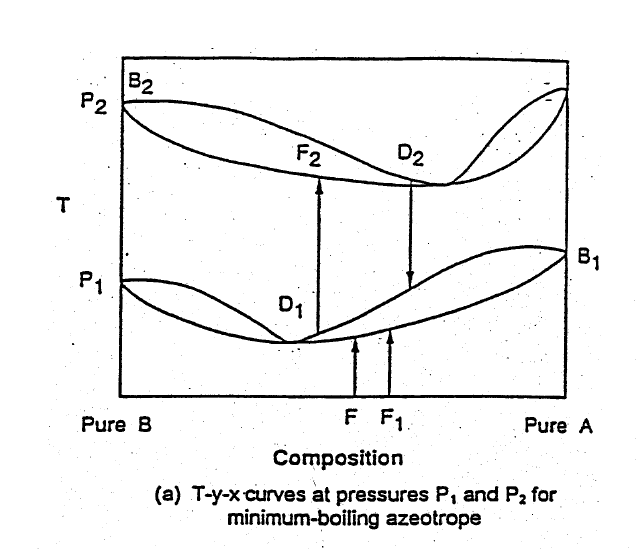 B2
P2
F2
D2
T
P1
B1
D1
Pure B
F
F1
Pure A
Composition
(a) T-y-x curves at pressures P1 and P2 for
minimum-boiling azeotrope